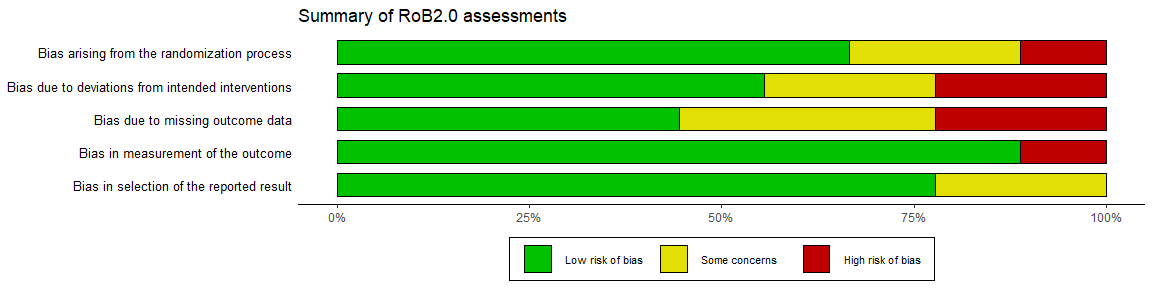 Summary of RoB2.0 assessments
Bias arising from the randomization process
Bias due to deviations from intended interventions
Bias due to missing outcome data
Bias in measurement of the outcome
Bias in selection of the reported result
0% 25% 50% 75% 100%
Low risk of bias Some concerns High risk of bias